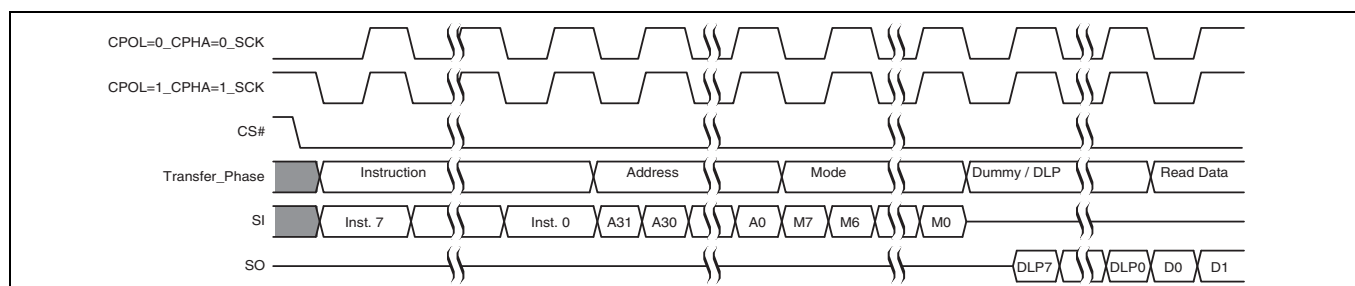 CPOL=0_CPHA=0_SCK
CPOL=1_CPHA=1_SCK
CS#
Transfer_Phase Instruction Address Mode Dummy / DLP Read Data
SI Inst. 7 Inst. 0 A31 A30 A0 M7 M6 M0
SO DLP7 DLP0 D0 D1